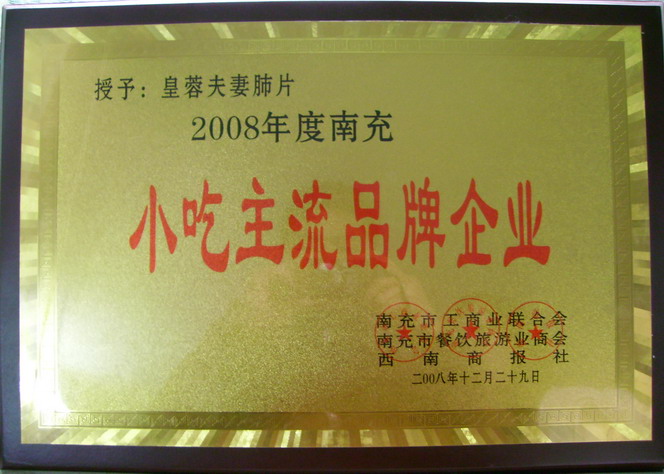 授予：皇蓉夫妻肺片
2008年度南充
小吃主流品牌企业
南充市工商业联合会
南充市餐饮旅游业商会
西南商报社
二00八年十二月二十九日